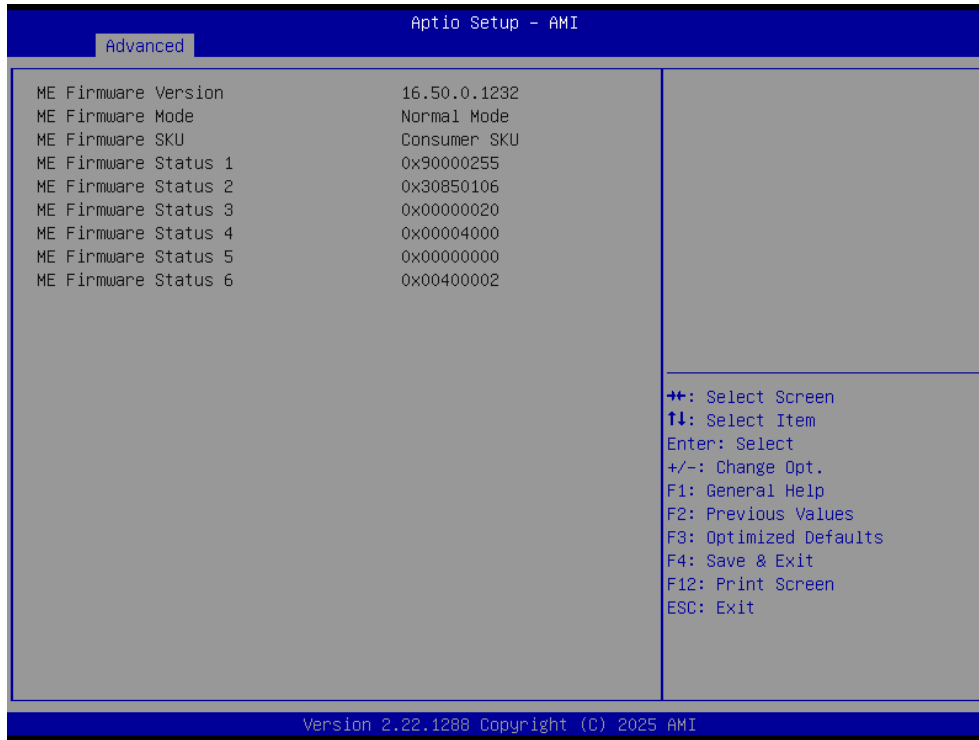 Aptio Setup – AMI
Advanced
ME Firmware Version 16.50.0.1232
ME Firmware Mode Normal Mode
ME Firmware SKU Consumer SKU
ME Firmware Status 1 0x90000255
ME Firmware Status 2 0x30850106
ME Firmware Status 3 0x00000020
ME Firmware Status 4 0x00004000
ME Firmware Status 5 0x00000000
ME Firmware Status 6 0x00400002
→←: Select Screen
↑↓: Select Item
Enter: Select
+/-: Change Opt.
F1: General Help
F2: Previous Values
F3: Optimized Defaults
F4: Save & Exit
F12: Print Screen
ESC: Exit
Version 2.22.1288 Copyright (C) 2025 AMI